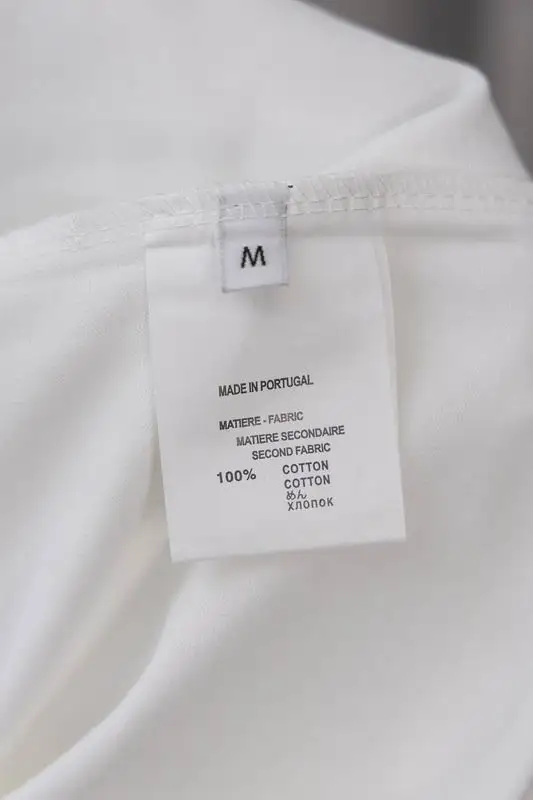 M
MADE IN PORTUGAL
MATIERE - FABRIC
MATIERE SECONDAIRE
SECOND FABRIC
100% COTTON
COTTON
めん
ХЛОПОК